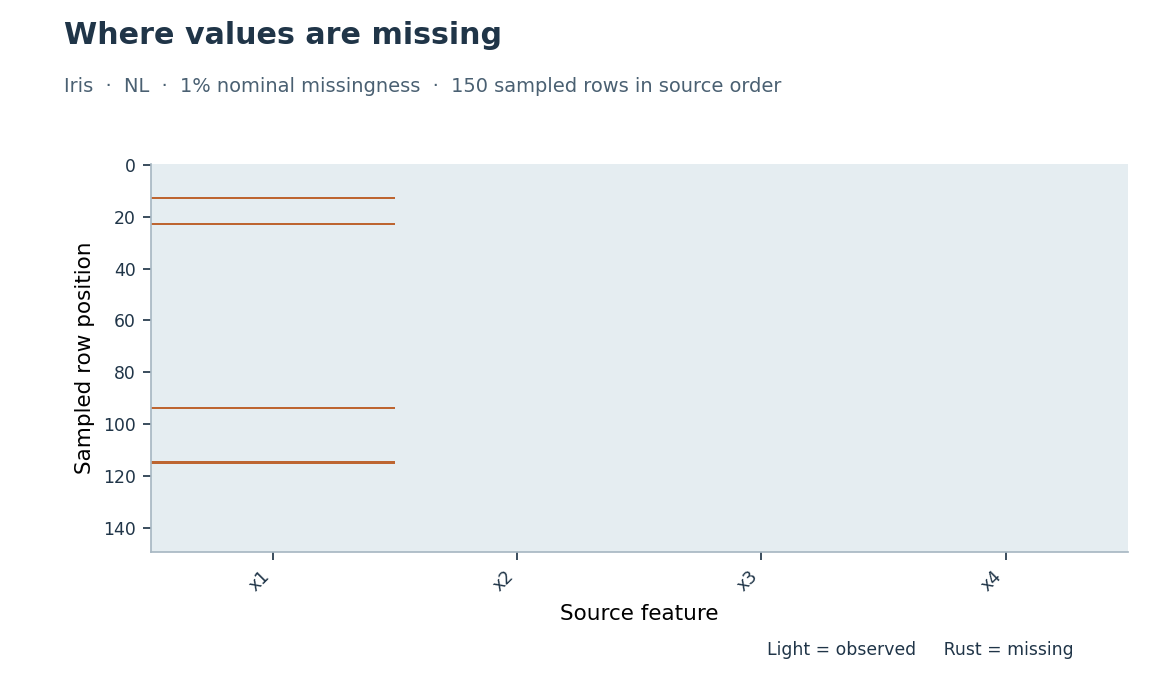 Where values are missing
Iris · NL · 1% nominal missingness · 150 sampled rows in source order
0
20
40
60
80
100
120
140
Sampled row position
x1 x2 x3 x4
Source feature
Light = observed Rust = missing